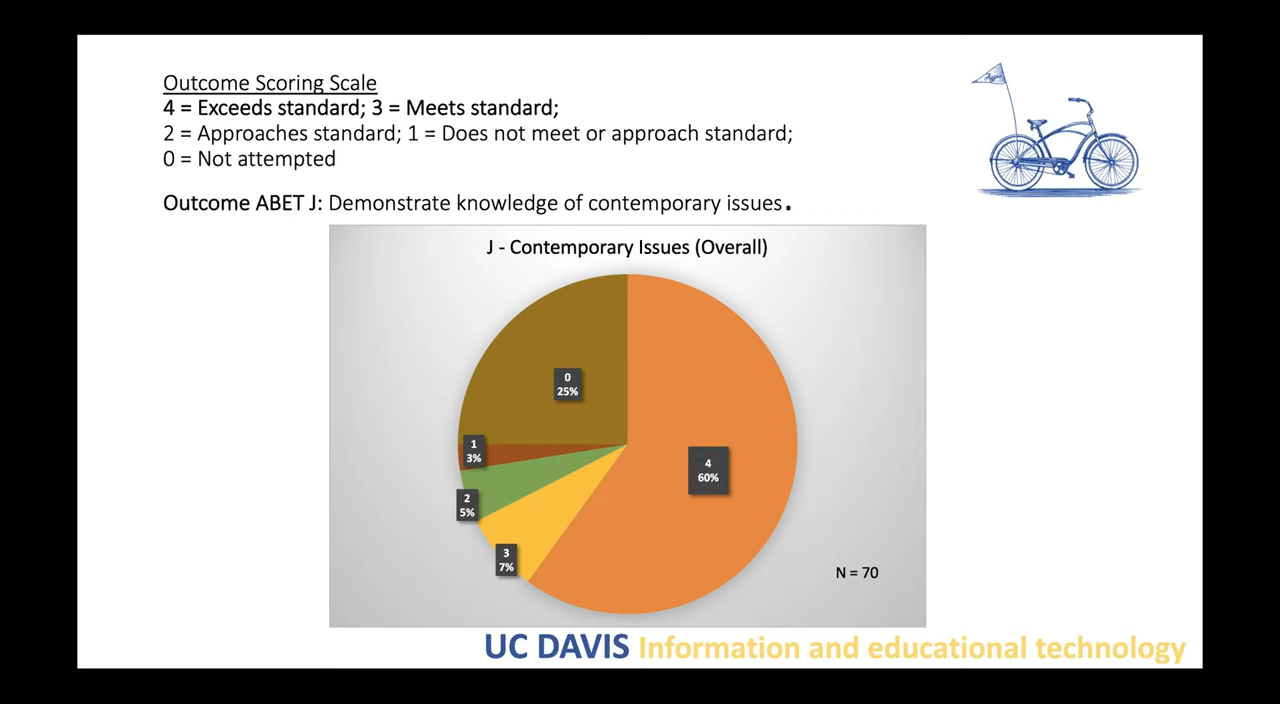 Outcome Scoring Scale
4 = Exceeds standard; 3 = Meets standard;
2 = Approaches standard; 1 = Does not meet or approach standard;
0 = Not attempted
Outcome ABET J: Demonstrate knowledge of contemporary issues.
J - Contemporary Issues (Overall)
0
25%
1
3%
4
60%
2
5%
3
7%
N = 70
UC DAVIS Information and educational technology